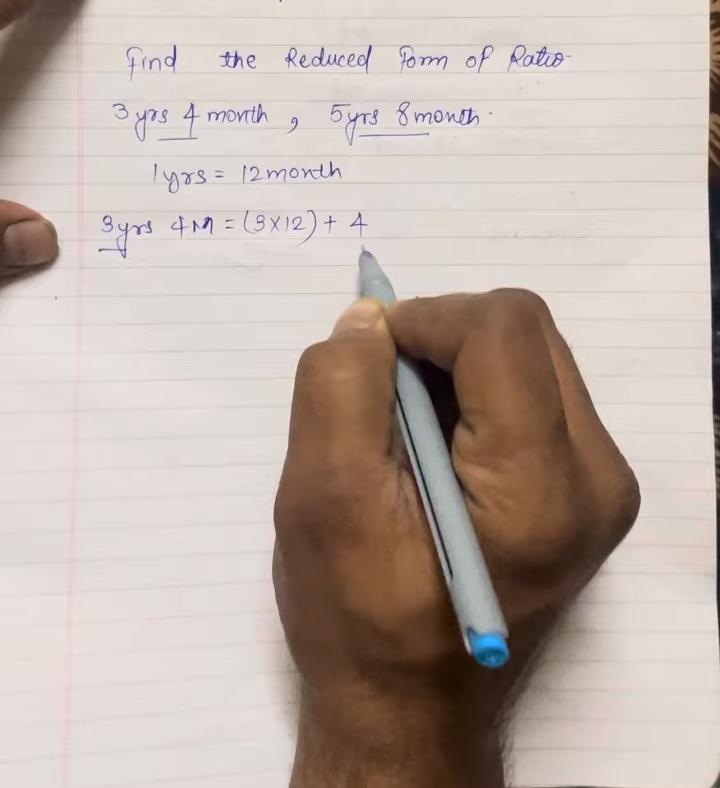 Find the Reduced Form of Ratio
3 yrs 4 month , 5 yrs 8 month.
1 yrs = 12 month
3 yrs 4 M = (3 x 12) + 4